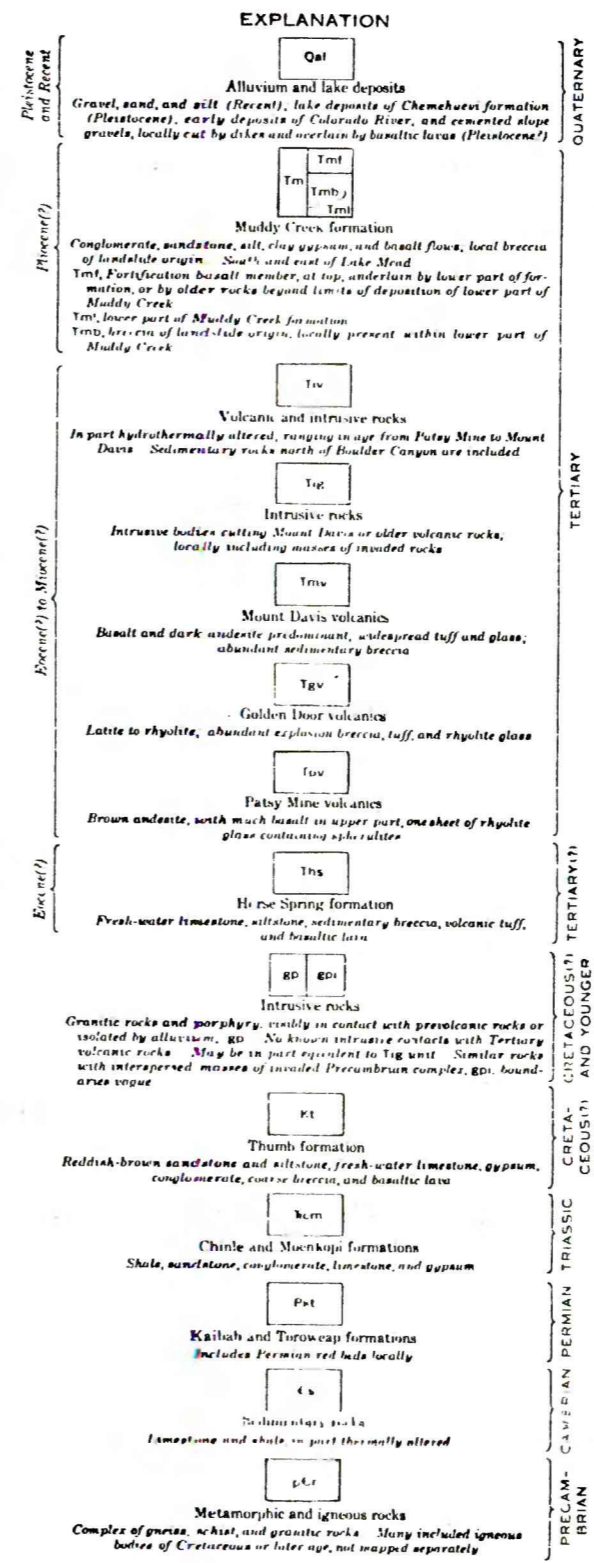 EXPLANATION
Qal
Alluvium and lake deposits
Gravel, sand, and silt (Recent), lake deposits of Chemehuevi formation
(Pleistocene), early deposits of Colorado River, and cemented slope
gravels, locally cut by dikes and overlain by basaltic lavas (Pleistocene?)
Pleistocene
and Recent
QUATERNARY
Tm
Tmf
Tmb
Tml
Muddy Creek formation
Conglomerate, sandstone, silt, clay gypsum, and basalt flows; local breccia
of landslide origin South and east of Lake Mead
Tmf, Fortification basalt member, at top, underlain by lower part of for-
mation, or by older rocks beyond limits of deposition of lower part of
Muddy Creek
Tml, lower part of Muddy Creek formation
Tmb, breccia of landslide origin, locally present within lower part of
Muddy Creek
Pliocene(?)
Tiv
Volcanic and intrusive rocks
In part hydrothermally altered, ranging in age from Patsy Mine to Mount
Davis Sedimentary rocks north of Boulder Canyon are included
Tig
Intrusive rocks
Intrusive bodies cutting Mount Davis or older volcanic rocks,
locally including masses of invaded rocks
Tmv
Mount Davis volcanics
Basalt and dark andesite predominant, widespread tuff and glass;
abundant sedimentary breccia
Tgv
Golden Door volcanics
Latite to rhyolite, abundant explosion breccia, tuff, and rhyolite glass
Tpv
Patsy Mine volcanics
Brown andesite, with much basalt in upper part, one sheet of rhyolite
glass containing spherulites
Eocene(?) to Miocene(?)
TERTIARY
Ths
Horse Spring formation
Fresh-water limestone, siltstone, sedimentary breccia, volcanic tuff,
and basaltic lava
Eocene(?)
TERTIARY(?)
gp
gpi
Intrusive rocks
Granitic rocks and porphyry, visibly in contact with prevolcanic rocks or
isolated by alluvium, gp No known intrusive contacts with Tertiary
volcanic rocks May be in part equivalent to Tig unit Similar rocks
with interspersed masses of invaded Precambrian complex, gpi, bound-
aries vague
CRETACEOUS(?)
AND YOUNGER
Kt
Thumb formation
Reddish-brown sandstone and siltstone, fresh-water limestone, gypsum,
conglomerate, coarse breccia, and basaltic lava
CRETA-
CEOUS(?)
Chinle and Moenkopi formations
Shale, sandstone, conglomerate, limestone, and gypsum
TRIASSIC
Pkt
Kaibab and Toroweap formations
Includes Permian red beds locally
PERMIAN
Sedimentary rocks
Limestone and shale, in part thermally altered
CAMBRIAN
Metamorphic and igneous rocks
Complex of gneiss, schist, and granitic rocks Many included igneous
bodies of Cretaceous or later age, not mapped separately
PRECAM-
BRIAN